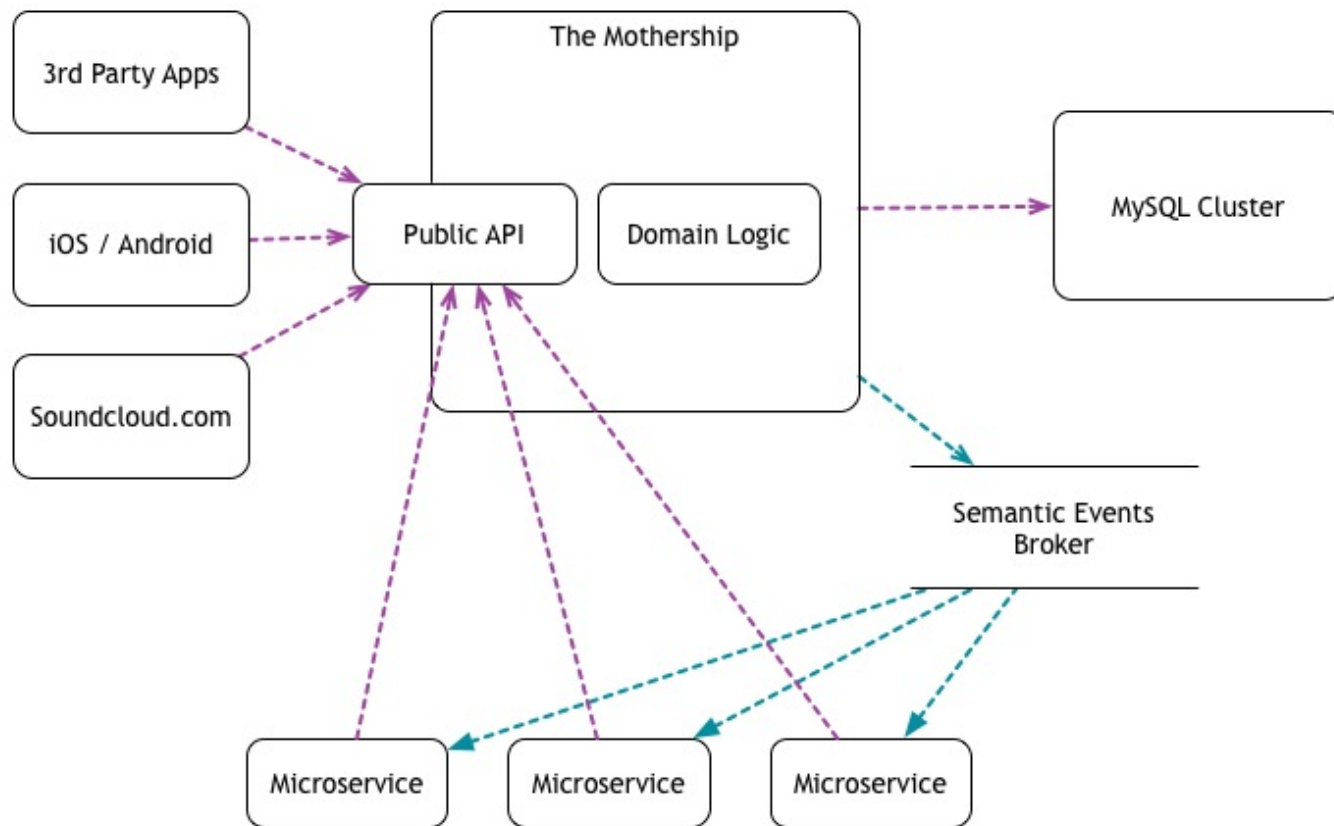 The Mothership
3rd Party Apps
iOS / Android
Public API
Domain Logic
MySQL Cluster
Soundcloud.com
Semantic Events
Broker
Microservice
Microservice
Microservice